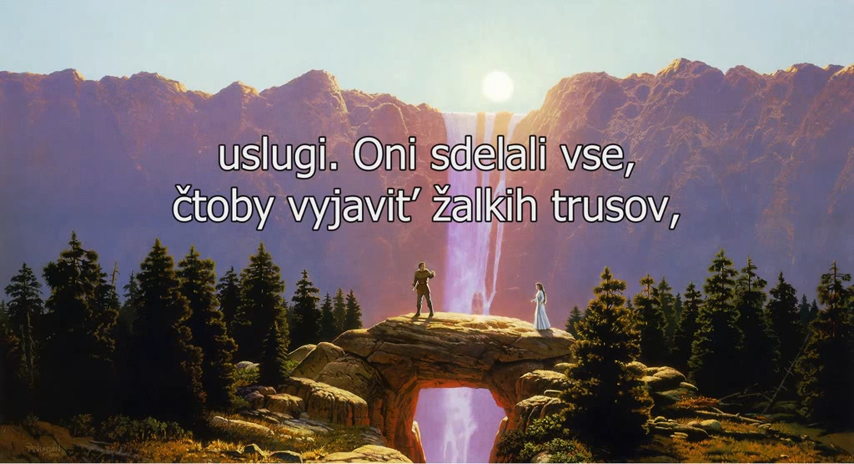 uslugi. Oni sdelali vse,
čtoby vyjavit’ žalkih trusov,